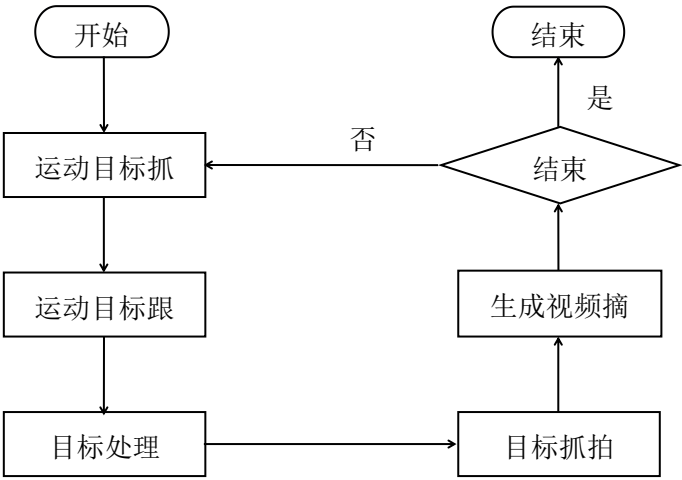 开始
结束
是
否
运动目标抓
结束
运动目标跟
生成视频摘
目标处理
目标抓拍